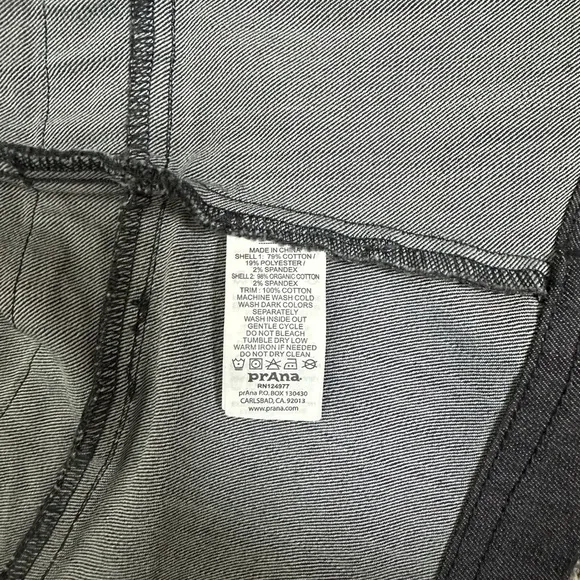 MADE IN CHINA
SHELL 1: 79% COTTON /
19% POLYESTER /
2% SPANDEX
SHELL 2: 98% ORGANIC COTTON
2% SPANDEX
TRIM : 100% COTTON
MACHINE WASH COLD
WASH DARK COLORS
SEPARATELY
WASH INSIDE OUT
GENTLE CYCLE
DO NOT BLEACH
TUMBLE DRY LOW
WARM IRON IF NEEDED
DO NOT DRY CLEAN
prAna
RN124977
prAna P.O. BOX 130430
CARLSBAD, CA. 92013
www.prana.com